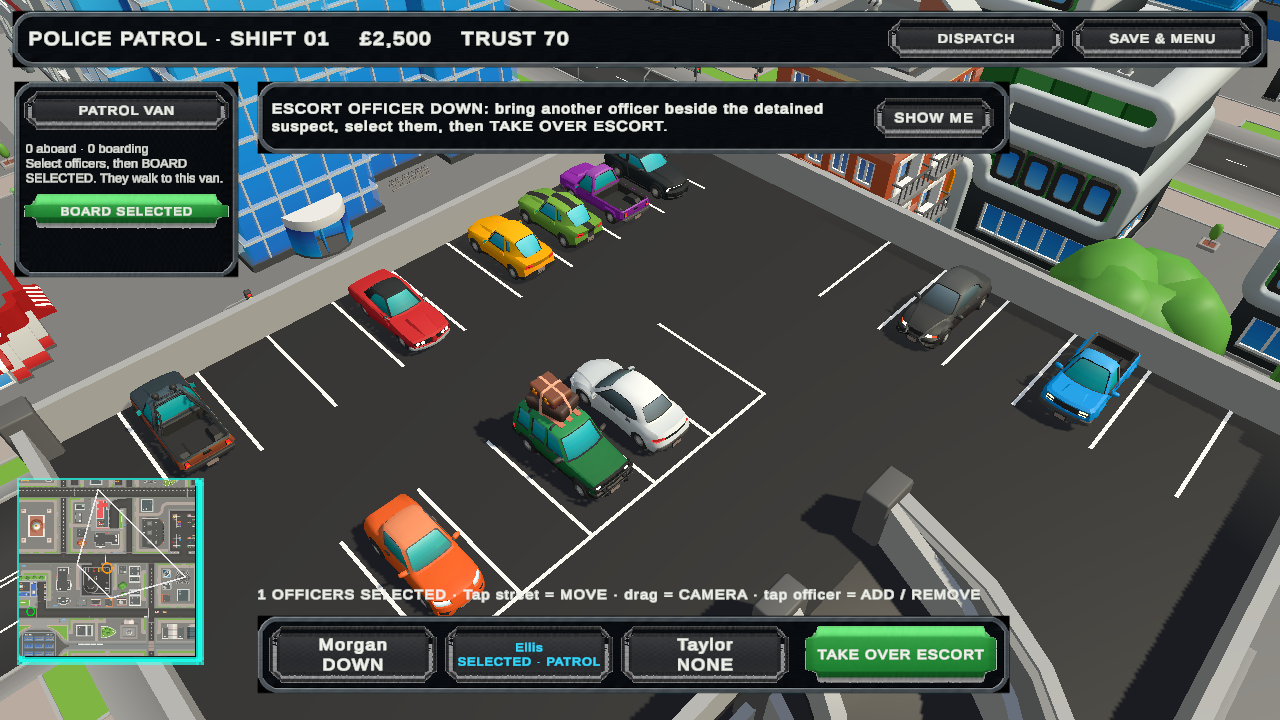 POLICE PATROL · SHIFT 01 £2,500 TRUST 70
DISPATCH
SAVE & MENU
PATROL VAN
0 aboard · 0 boarding
Select officers, then BOARD
SELECTED. They walk to this van.
BOARD SELECTED
ESCORT OFFICER DOWN: bring another officer beside the detained
suspect, select them, then TAKE OVER ESCORT.
SHOW ME
1 OFFICERS SELECTED · Tap street = MOVE · drag = CAMERA · tap officer = ADD / REMOVE
Morgan
DOWN
Ellis
SELECTED · PATROL
Taylor
NONE
TAKE OVER ESCORT